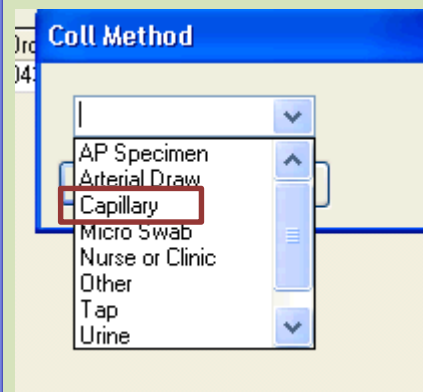 Coll Method
AP Specimen
Arterial Draw
Capillary
Micro Swab
Nurse or Clinic
Other
Tap
Urine